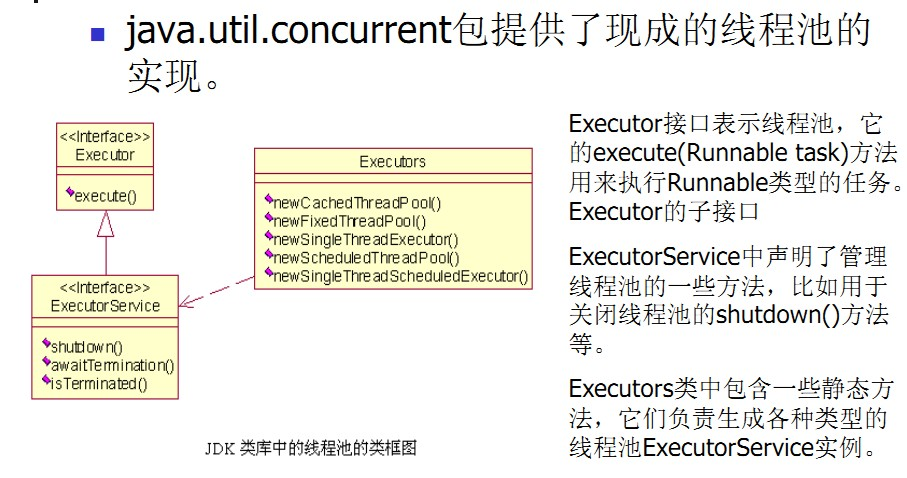 java.util.concurrent包提供了现成的线程池的
实现。
<<Interface>>
Executor
execute()
Executors
newCachedThreadPool()
newFixedThreadPool()
newSingleThreadExecutor()
newScheduledThreadPool()
newSingleThreadScheduledExecutor()
<<Interface>>
ExecutorService
shutdown()
awaitTermination()
isTerminated()
JDK 类库中的线程池的类框图
Executor接口表示线程池，它
的execute(Runnable task)方法
用来执行Runnable类型的任务。
Executor的子接口
ExecutorService中声明了管理
线程池的一些方法，比如用于
关闭线程池的shutdown()方法
等。
Executors类中包含一些静态方
法，它们负责生成各种类型的
线程池ExecutorService实例。